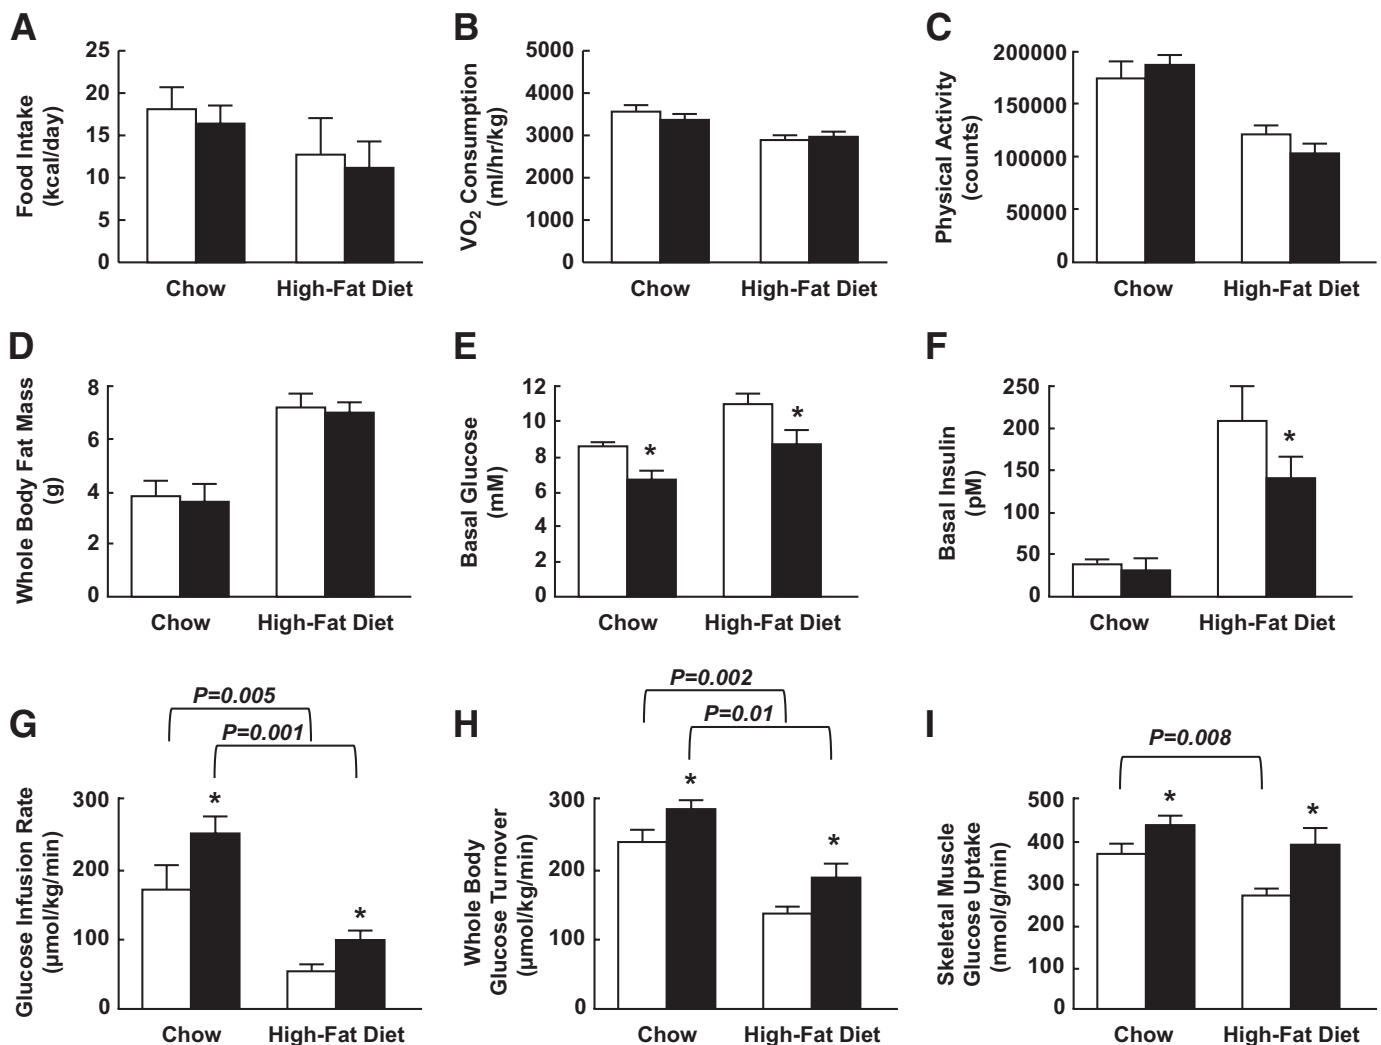 A
Food Intake
(kcal/day)
25
20
15
10
5
0
Chow
High-Fat Diet
B
VO2 Consumption
(ml/hr/kg)
5000
4000
3000
2000
1000
0
Chow
High-Fat Diet
C
Physical Activity
(counts)
200000
150000
100000
50000
0
Chow
High-Fat Diet
D
Whole Body Fat Mass
(g)
8
6
4
2
0
Chow
High-Fat Diet
E
Basal Glucose
(mM)
12
10
8
6
4
2
0
*
*
Chow
High-Fat Diet
F
Basal Insulin
(pM)
250
200
150
100
50
0
*
Chow
High-Fat Diet
G
P=0.005
P=0.001
Glucose Infusion Rate
(µmol/kg/min)
300
200
100
0
*
*
Chow
High-Fat Diet
H
P=0.002
P=0.01
Whole Body
Glucose Turnover
(µmol/kg/min)
300
200
100
0
*
*
Chow
High-Fat Diet
I
P=0.008
Skeletal Muscle
Glucose Uptake
(nmol/g/min)
500
400
300
200
100
0
*
*
Chow
High-Fat Diet